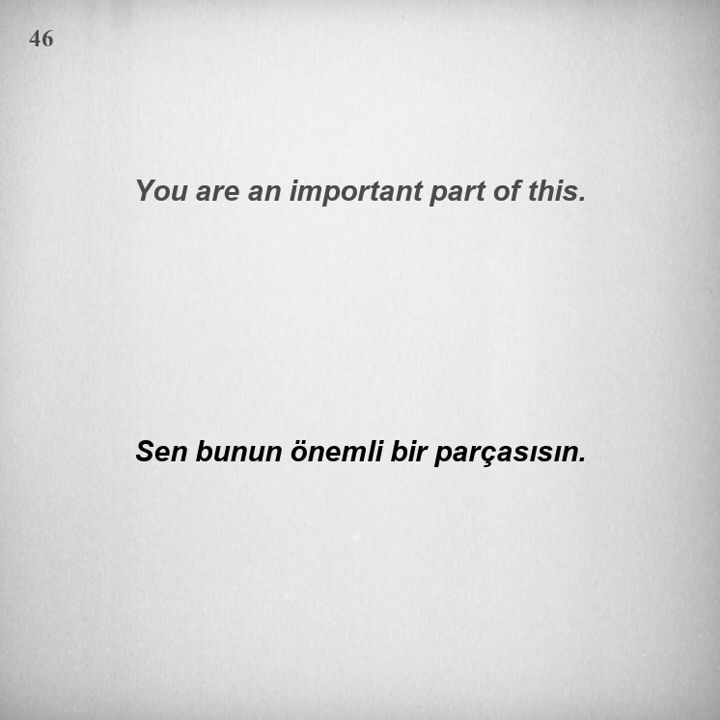 46
You are an important part of this.
Sen bunun önemli bir parçasısın.